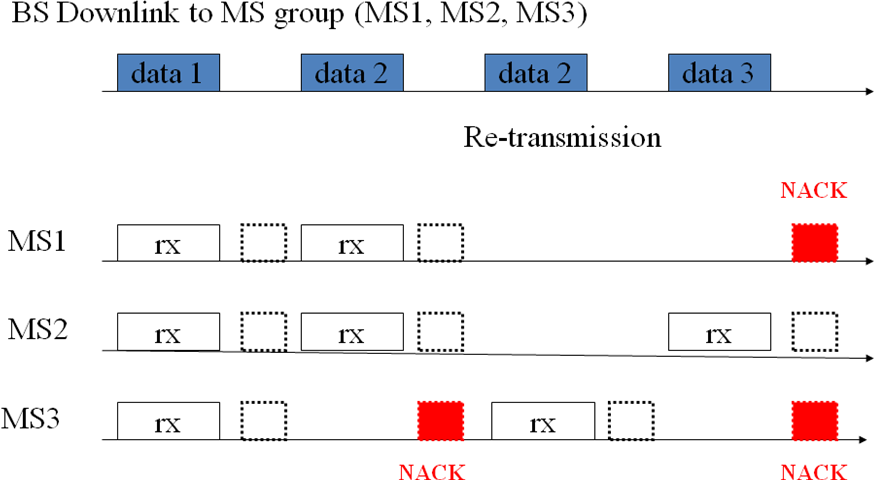 BS Downlink to MS group (MS1, MS2, MS3)
data 1 data 2 data 2 data 3
Re-transmission
NACK
MS1 rx rx
MS2 rx rx rx
MS3 rx rx
NACK NACK